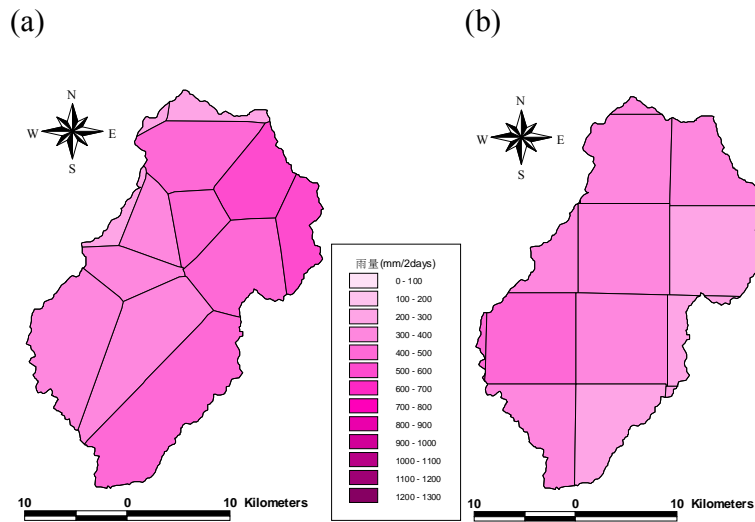 (a)
(b)
N
W
E
S
N
W
E
S
雨量(mm/2days)
0 - 100
100 - 200
200 - 300
300 - 400
400 - 500
500 - 600
600 - 700
700 - 800
800 - 900
900 - 1000
1000 - 1100
1100 - 1200
1200 - 1300
10 0 10 Kilometers
10 0 10 Kilometers